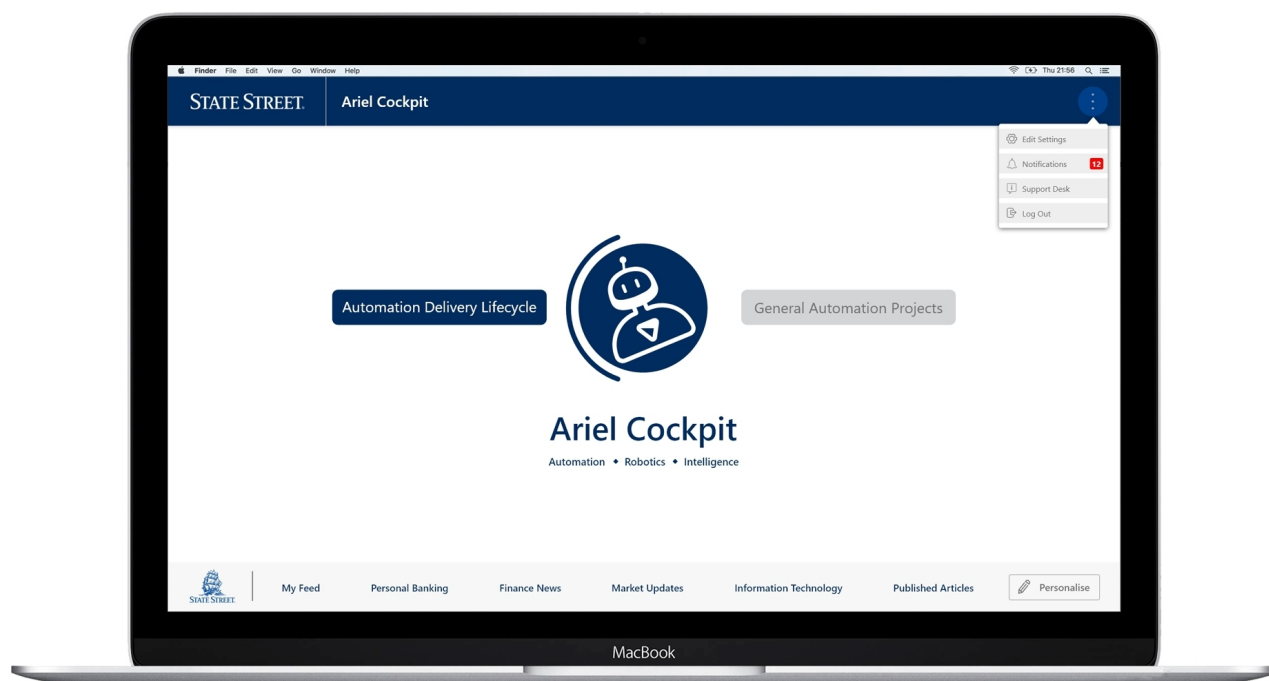 Finder File Edit View Go Window Help Thu 21:56
STATE STREET. Ariel Cockpit
Edit Settings
Notifications 12
Support Desk
Log Out
Automation Delivery Lifecycle General Automation Projects
Ariel Cockpit
Automation ◆ Robotics ◆ Intelligence
STATE STREET. My Feed Personal Banking Finance News Market Updates Information Technology Published Articles Personalise
MacBook